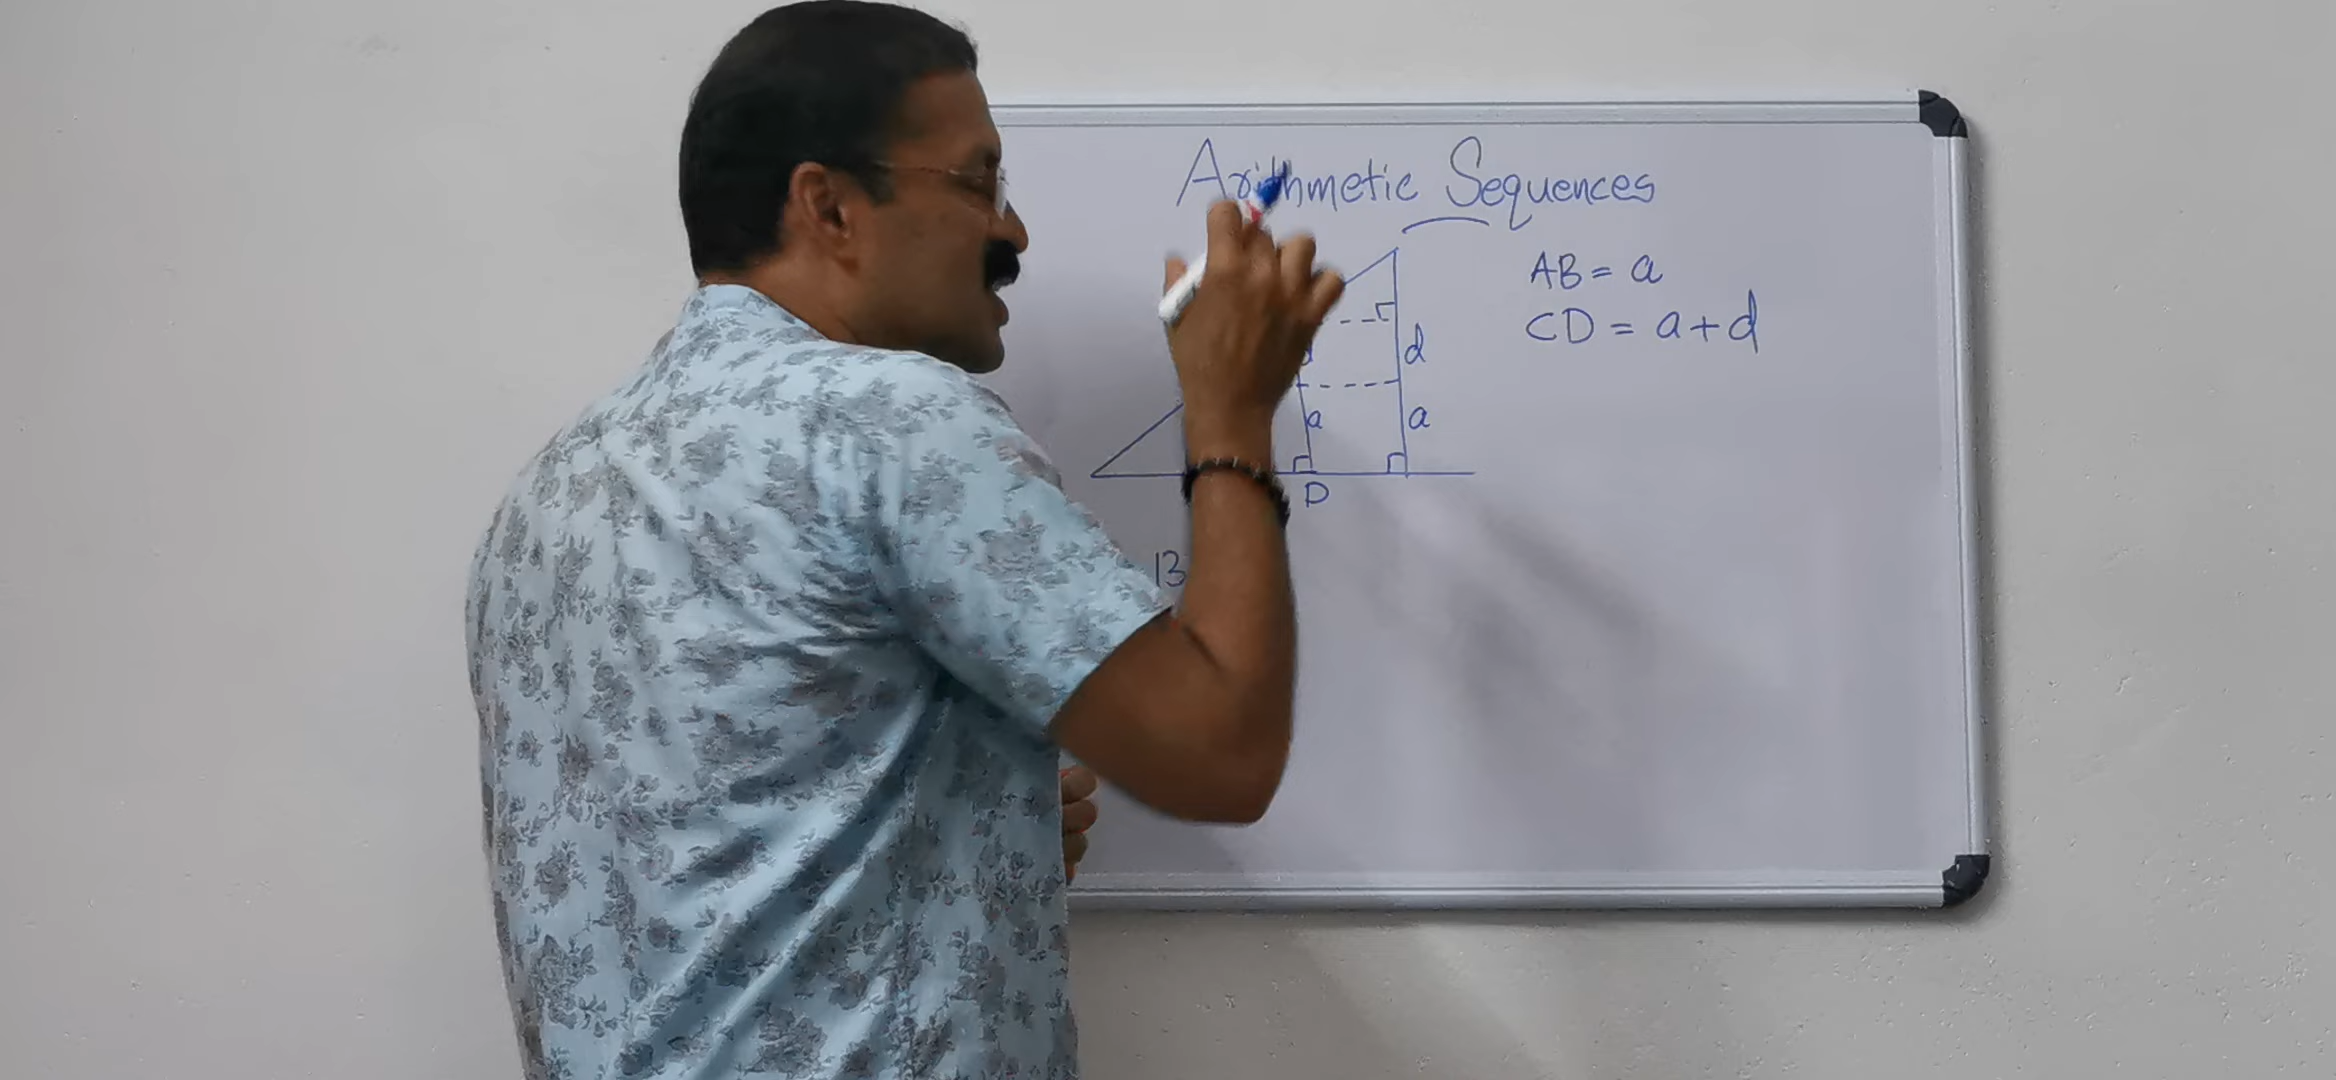 Arithmetic Sequences
AB = a
CD = a + d
d
d
a
a
D
13